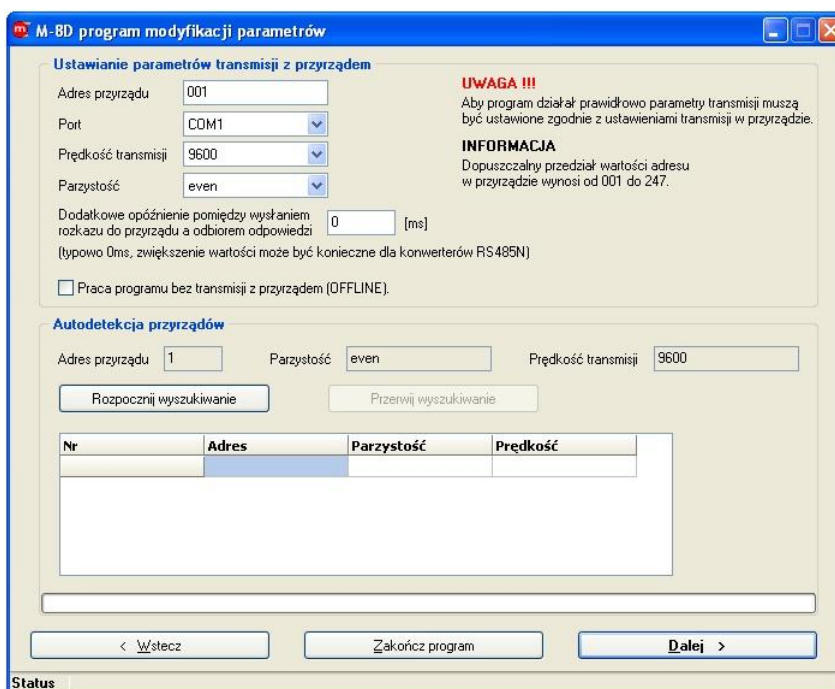 M-8D program modyfikacji parametrów
Ustawianie parametrów transmisji z przyrządem
Adres przyrządu 001
Port COM1
Prędkość transmisji 9600
Parzystość even
Dodatkowe opóźnienie pomiędzy wysłaniem
rozkazu do przyrządu a odbiorem odpowiedzi 0 [ms]
(typowo 0ms, zwiększenie wartości może być konieczne dla konwerterów RS485N)
Praca programu bez transmisji z przyrządem (OFFLINE).
UWAGA !!!
Aby program działał prawidłowo parametry transmisji muszą
być ustawione zgodnie z ustawieniami transmisji w przyrządzie.
INFORMACJA
Dopuszczalny przedział wartości adresu
w przyrządzie wynosi od 001 do 247.
Autodetekcja przyrządów
Adres przyrządu 1 Parzystość even Prędkość transmisji 9600
Rozpocznij wyszukiwanie Przerwij wyszukiwanie
Nr Adres Parzystość Prędkość
< Wstecz Zakończ program Dalej >
Status